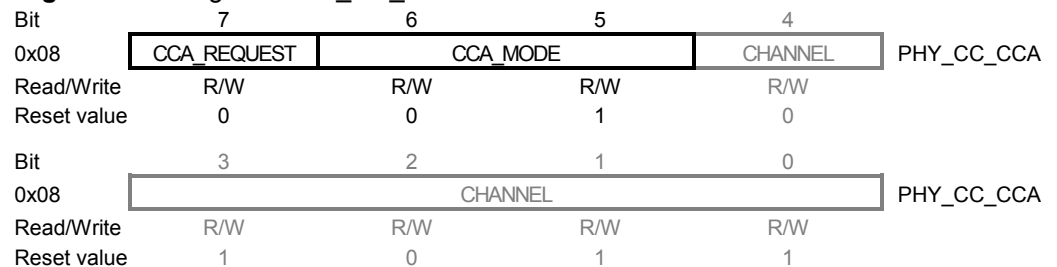 Bit 7 6 5 4
0x08 CCA_REQUEST CCA_MODE CHANNEL PHY_CC_CCA
Read/Write R/W R/W R/W R/W
Reset value 0 0 1 0
Bit 3 2 1 0
0x08 CHANNEL PHY_CC_CCA
Read/Write R/W R/W R/W R/W
Reset value 1 0 1 1